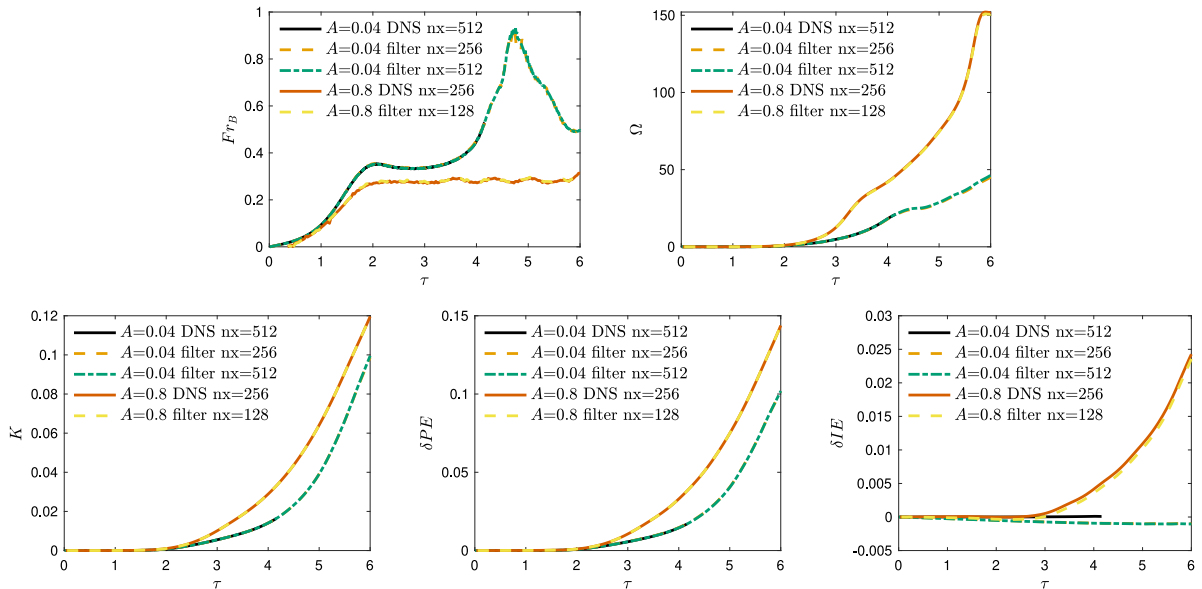 1
0.8
0.6
0.4
0.2
0
Fr_B
A=0.04 DNS nx=512
A=0.04 filter nx=256
A=0.04 filter nx=512
A=0.8 DNS nx=256
A=0.8 filter nx=128
0 1 2 3 4 5 6
τ
150
100
50
0
Ω
A=0.04 DNS nx=512
A=0.04 filter nx=256
A=0.04 filter nx=512
A=0.8 DNS nx=256
A=0.8 filter nx=128
0 1 2 3 4 5 6
τ
0.12
0.1
0.08
0.06
0.04
0.02
0
K
A=0.04 DNS nx=512
A=0.04 filter nx=256
A=0.04 filter nx=512
A=0.8 DNS nx=256
A=0.8 filter nx=128
0 1 2 3 4 5 6
τ
0.15
0.1
0.05
0
δPE
A=0.04 DNS nx=512
A=0.04 filter nx=256
A=0.04 filter nx=512
A=0.8 DNS nx=256
A=0.8 filter nx=128
0 1 2 3 4 5 6
τ
0.03
0.025
0.02
0.015
0.01
0.005
0
-0.005
δIE
A=0.04 DNS nx=512
A=0.04 filter nx=256
A=0.04 filter nx=512
A=0.8 DNS nx=256
A=0.8 filter nx=128
0 1 2 3 4 5 6
τ